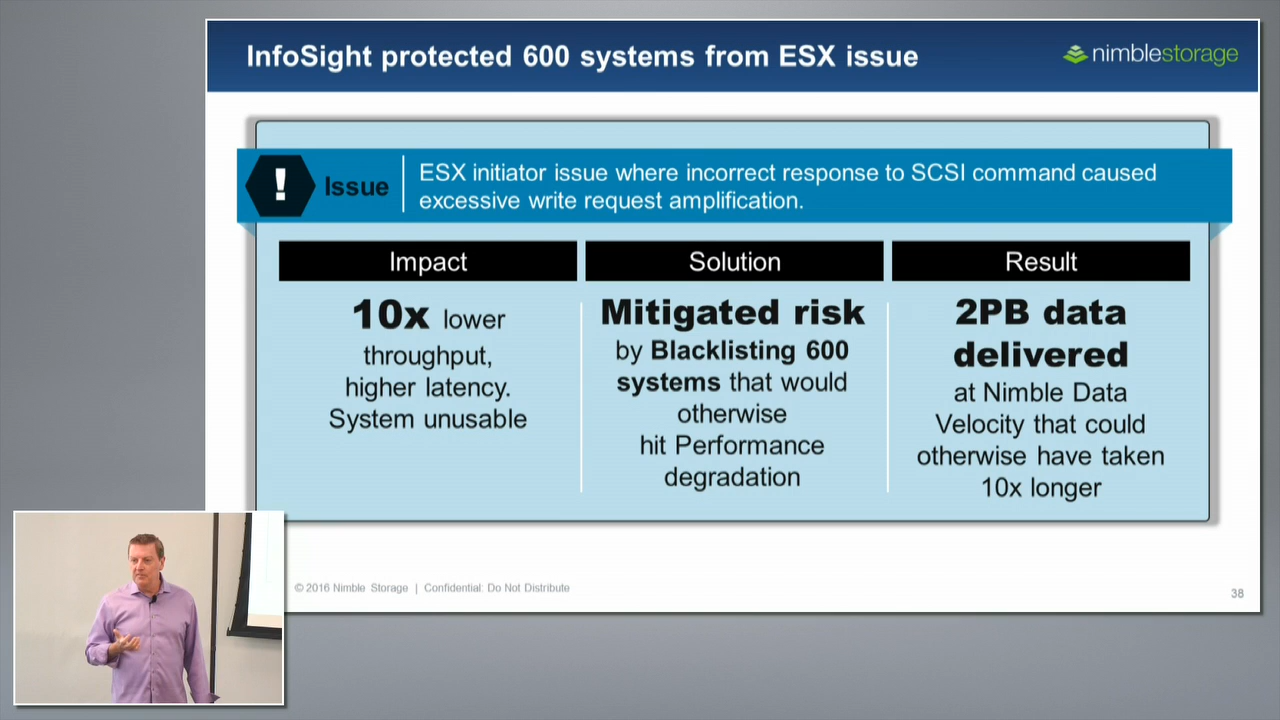 InfoSight protected 600 systems from ESX issue
nimblestorage
!
Issue
ESX initiator issue where incorrect response to SCSI command caused
excessive write request amplification.
Impact
10x lower
throughput,
higher latency.
System unusable
Solution
Mitigated risk
by Blacklisting 600
systems that would
otherwise
hit Performance
degradation
Result
2PB data
delivered
at Nimble Data
Velocity that could
otherwise have taken
10x longer
© 2016 Nimble Storage | Confidential: Do Not Distribute
38